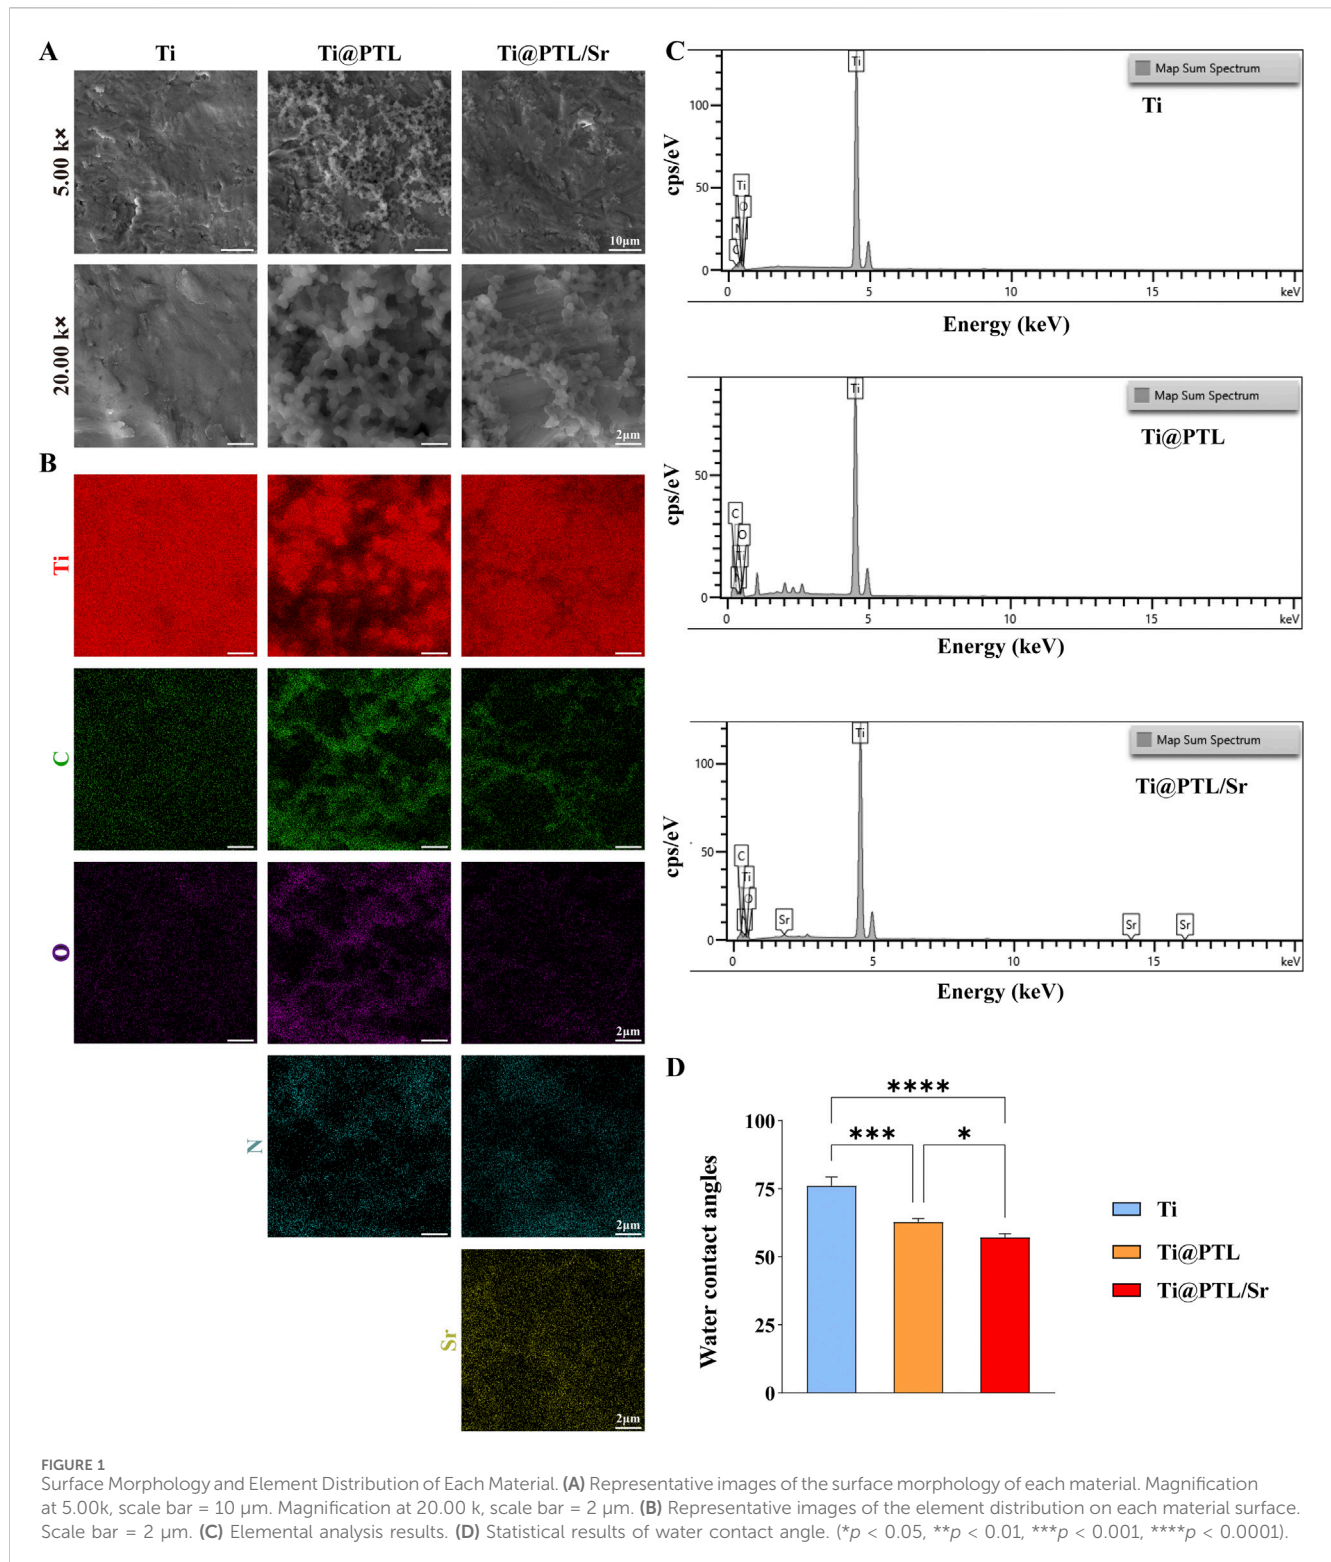 A
Ti
Ti@PTL
Ti@PTL/Sr
5.00 k×
10µm
20.00 k×
2µm
B
Ti
C
O
2µm
N
2µm
Sr
2µm
C
Map Sum Spectrum
Ti
Ti
cps/eV
100
50
0
Ti
O
N
C
0
5
10
15
keV
Energy (keV)
Map Sum Spectrum
Ti@PTL
Ti
cps/eV
50
0
C
O
Ti
0
5
10
15
keV
Energy (keV)
Map Sum Spectrum
Ti@PTL/Sr
Ti
cps/eV
100
50
0
C
Ti
O
Sr
Sr
Sr
0
5
10
15
keV
Energy (keV)
D
Water contact angles
100
75
50
25
0
****
***
*
Ti
Ti@PTL
Ti@PTL/Sr
FIGURE 1
Surface Morphology and Element Distribution of Each Material. (A) Representative images of the surface morphology of each material. Magnification
at 5.00k, scale bar = 10 µm. Magnification at 20.00 k, scale bar = 2 µm. (B) Representative images of the element distribution on each material surface.
Scale bar = 2 µm. (C) Elemental analysis results. (D) Statistical results of water contact angle. (*p < 0.05, **p < 0.01, ***p < 0.001, ****p < 0.0001).